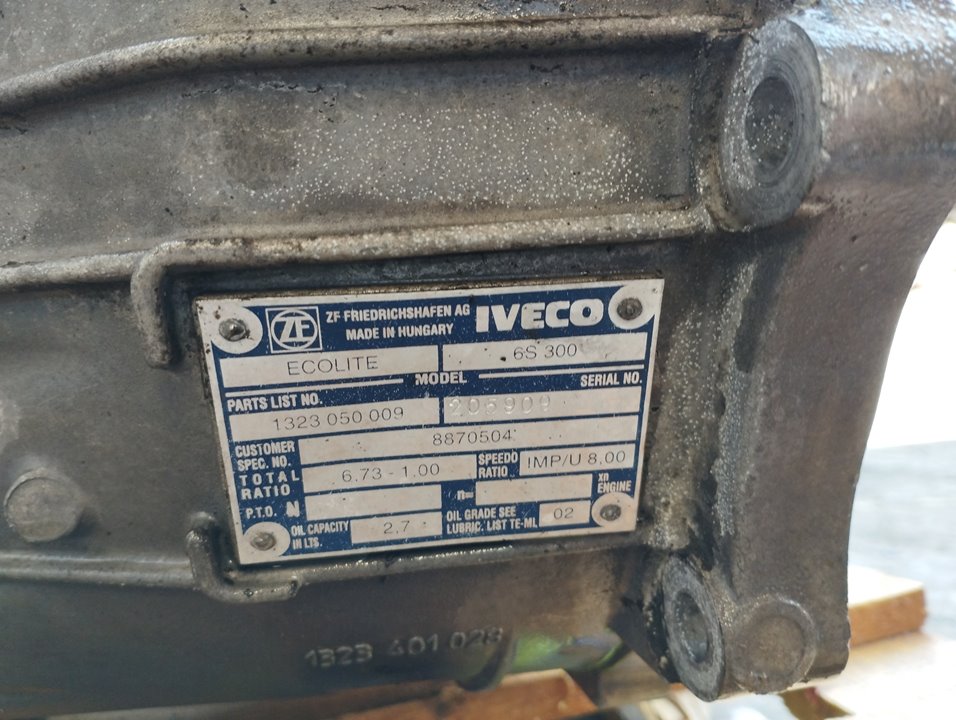 ZF
ZF FRIEDRICHSHAFEN AG
MADE IN HUNGARY
IVECO
ECOLITE
6S 300
MODEL
PARTS LIST NO.
SERIAL NO.
1323 050 009
205909
CUSTOMER SPEC. NO.
8870504
TOTAL RATIO
6,73 - 1.00
SPEEDO RATIO
IMP/U 8,00
P.T.O. N
n=
xn ENGINE
OIL CAPACITY IN LTS.
2,7
OIL GRADE SEE LUBRIC. LIST TE-ML
02
1323 401 028